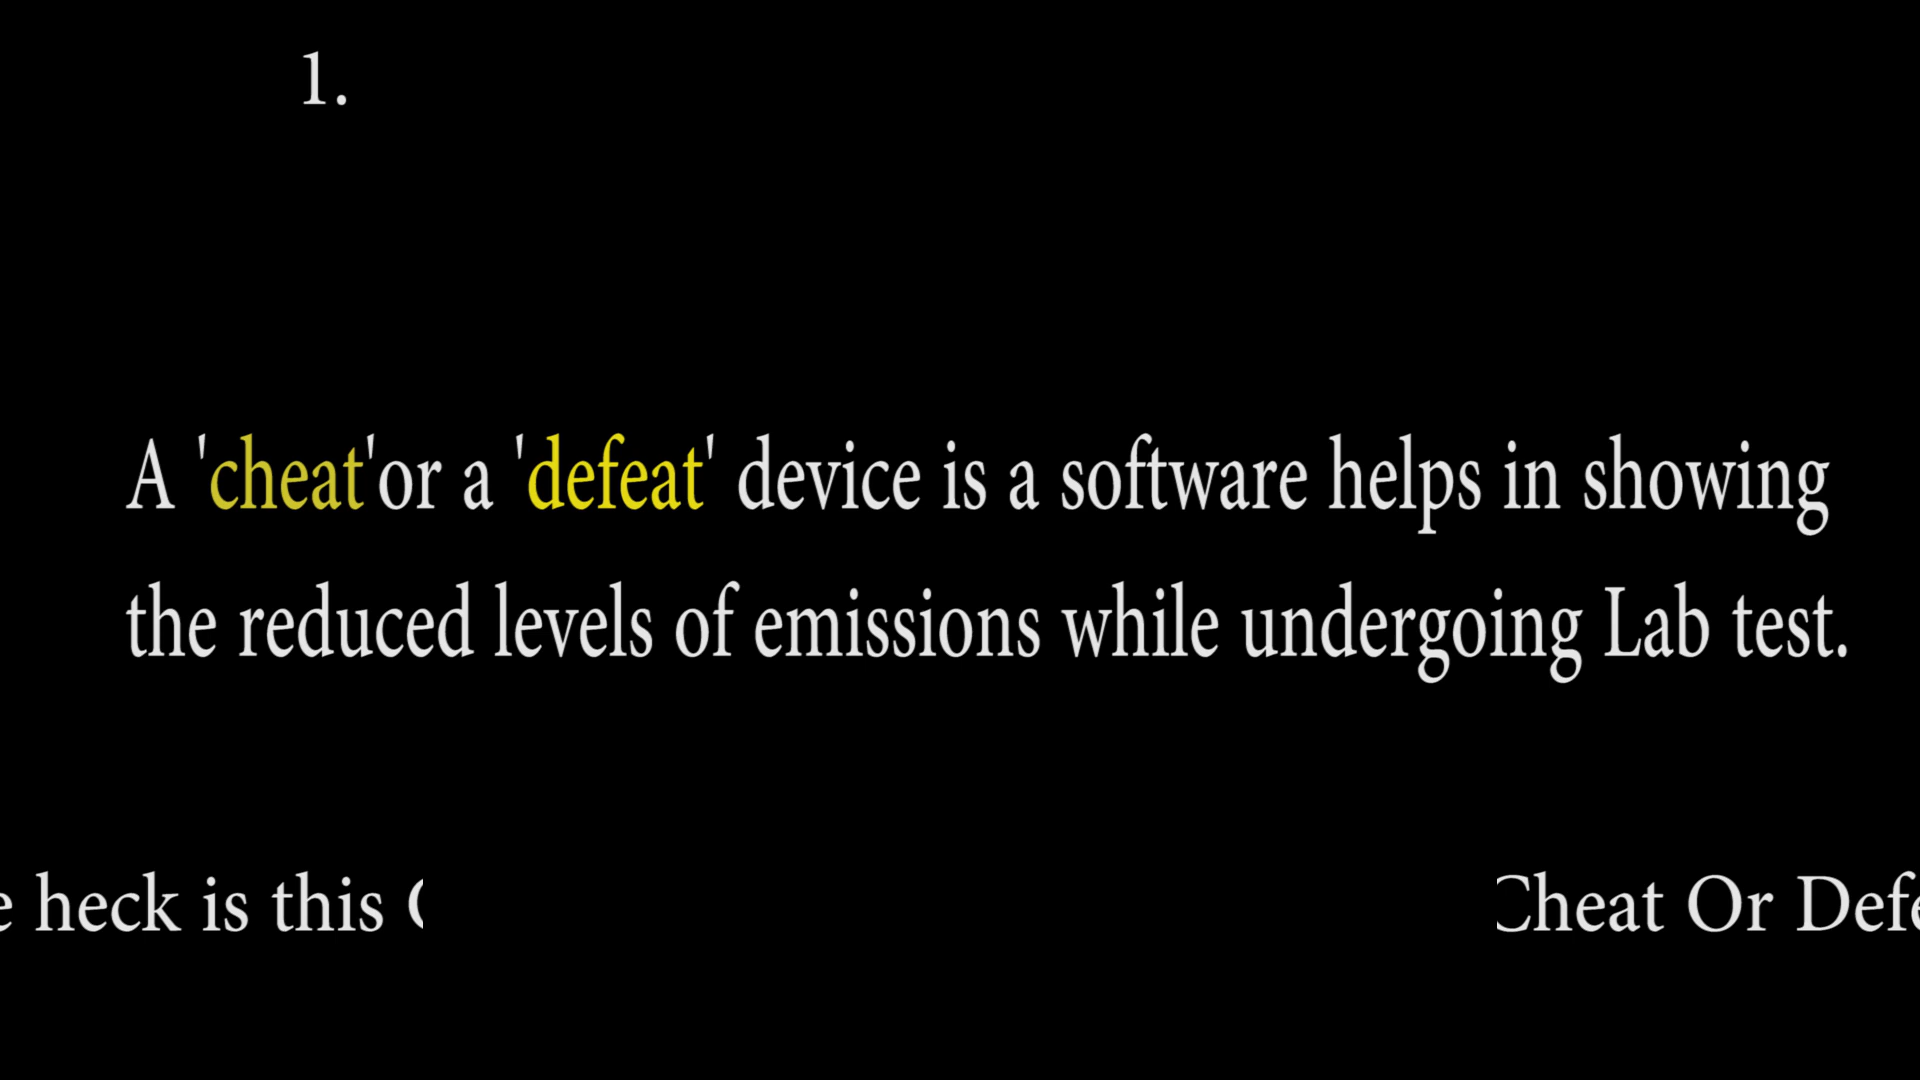 1.
A 'cheat'or a 'defeat' device is a software helps in showing
the reduced levels of emissions while undergoing Lab test.
heck is this Cheat Or